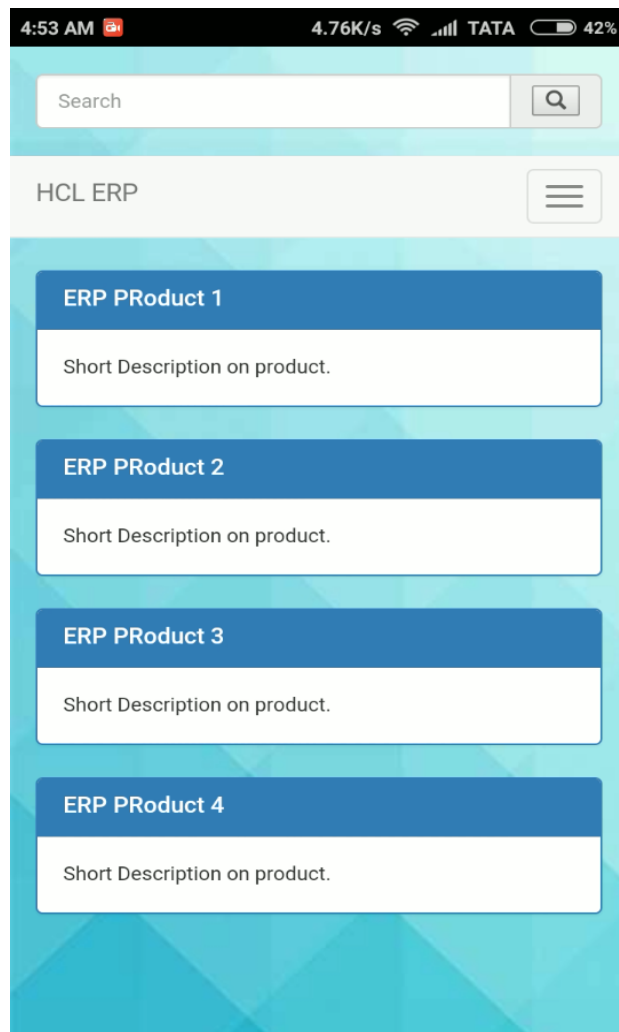 4:53 AM 4.76K/s TATA 42%
Search
HCL ERP
ERP PRoduct 1
Short Description on product.
ERP PRoduct 2
Short Description on product.
ERP PRoduct 3
Short Description on product.
ERP PRoduct 4
Short Description on product.